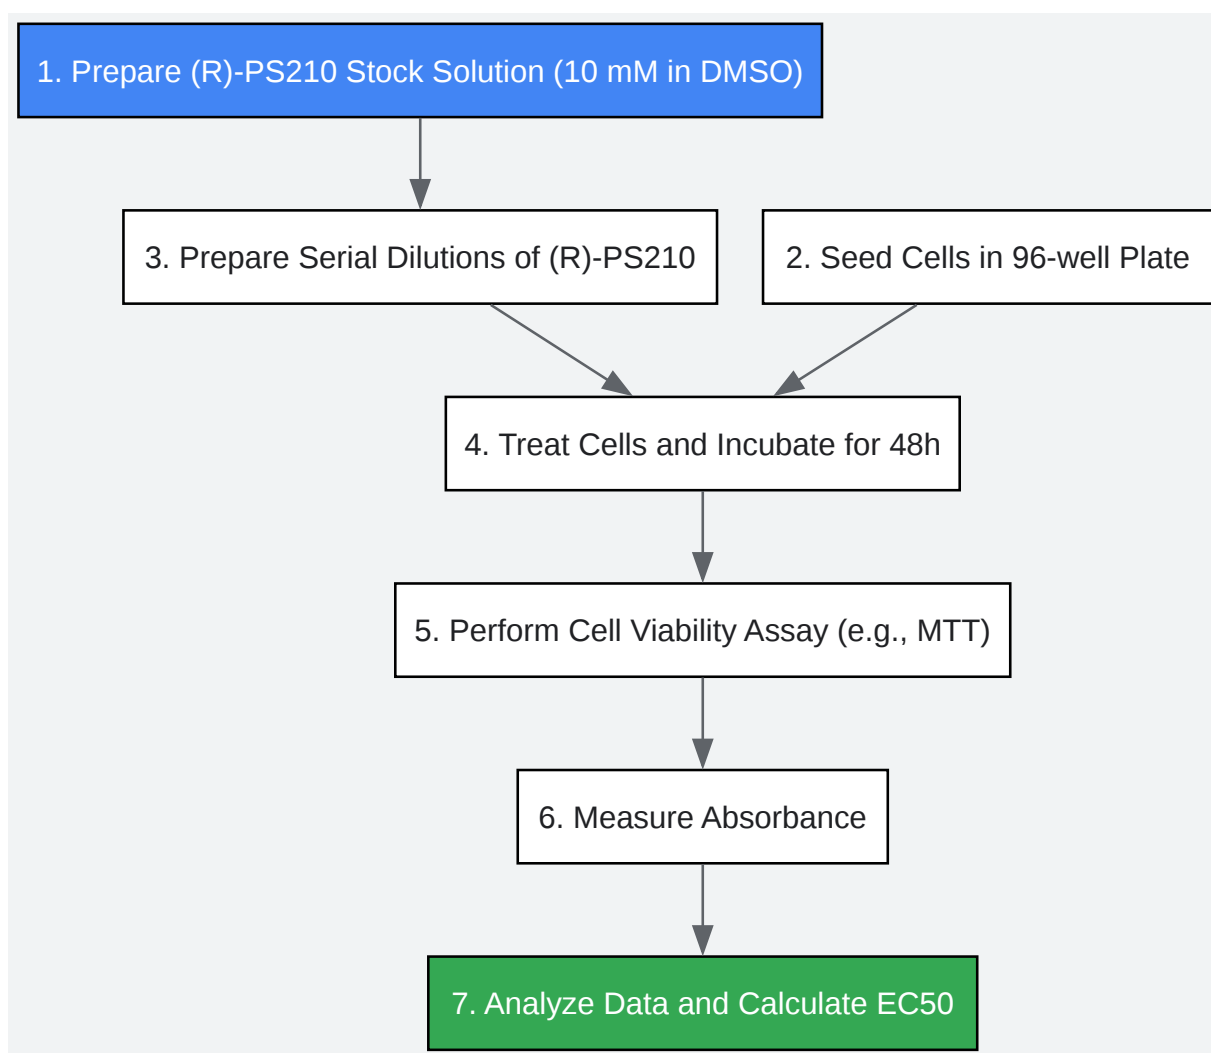 1. Prepare (R)-PS210 Stock Solution (10 mM in DMSO)
3. Prepare Serial Dilutions of (R)-PS210
2. Seed Cells in 96-well Plate
4. Treat Cells and Incubate for 48h
5. Perform Cell Viability Assay (e.g., MTT)
6. Measure Absorbance
7. Analyze Data and Calculate EC50